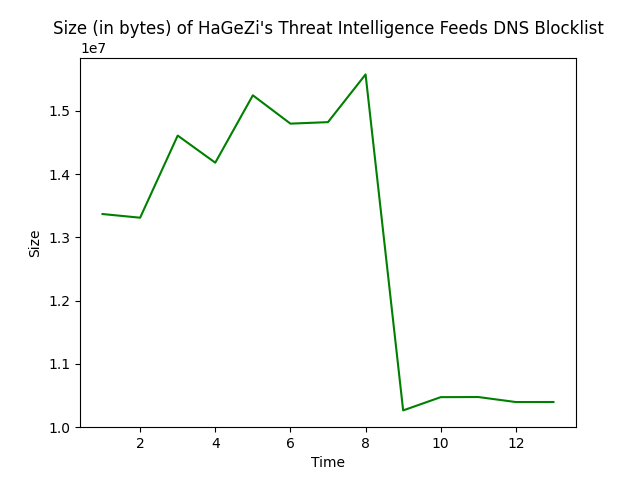 Size (in bytes) of HaGeZi's Threat Intelligence Feeds DNS Blocklist
1e7
1.5
1.4
1.3
1.2
1.1
1.0
Size
2 4 6 8 10 12
Time